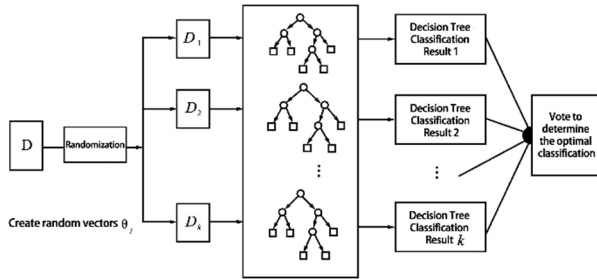 D
Randomization
Create random vectors θ j
D1
D2
Dk
...
Decision Tree
Classification
Result 1
Decision Tree
Classification
Result 2
...
Decision Tree
Classification
Result k
Vote to
determine
the optimal
classification